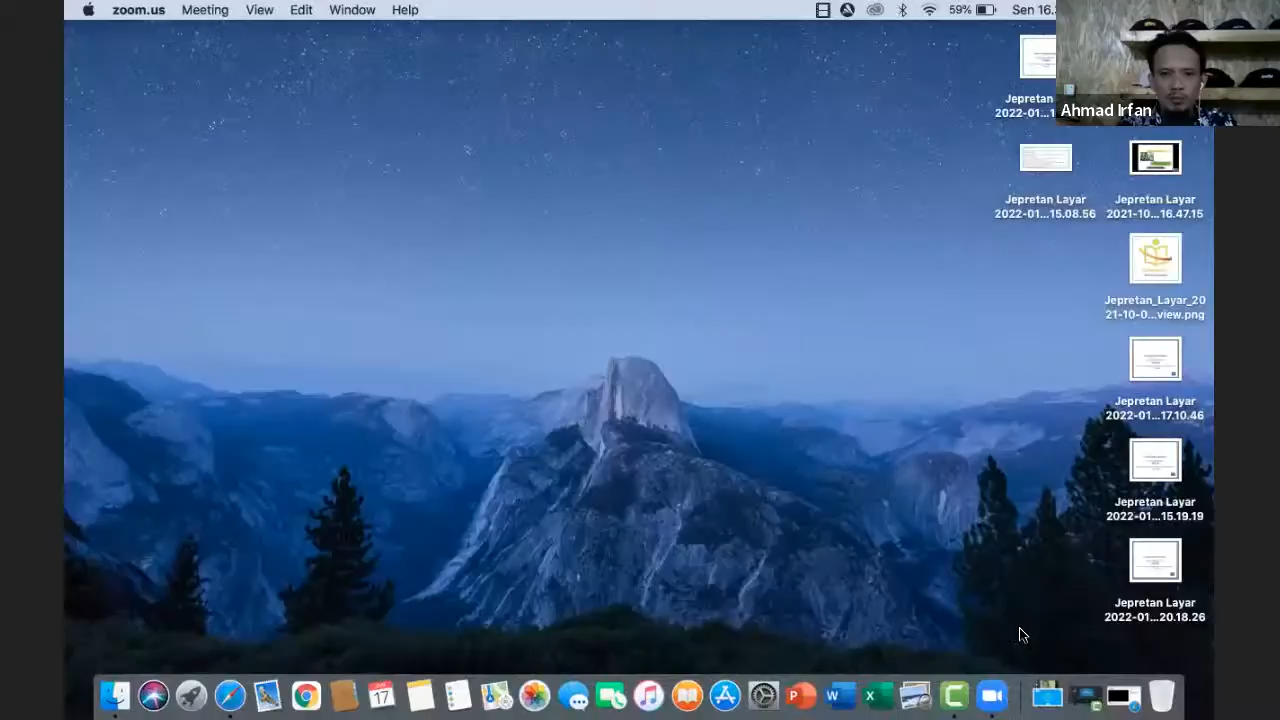 zoom.us Meeting View Edit Window Help 59% Sen 16.
Ahmad Irfan
Jepretan
2022-01...1
Jepretan Layar
2022-01...15.08.56
Jepretan Layar
2021-10...16.47.15
Jepretan_Layar_20
21-10-0...view.png
Jepretan Layar
2022-01...17.10.46
Jepretan Layar
2022-01...15.19.19
Jepretan Layar
2022-01...20.18.26
17